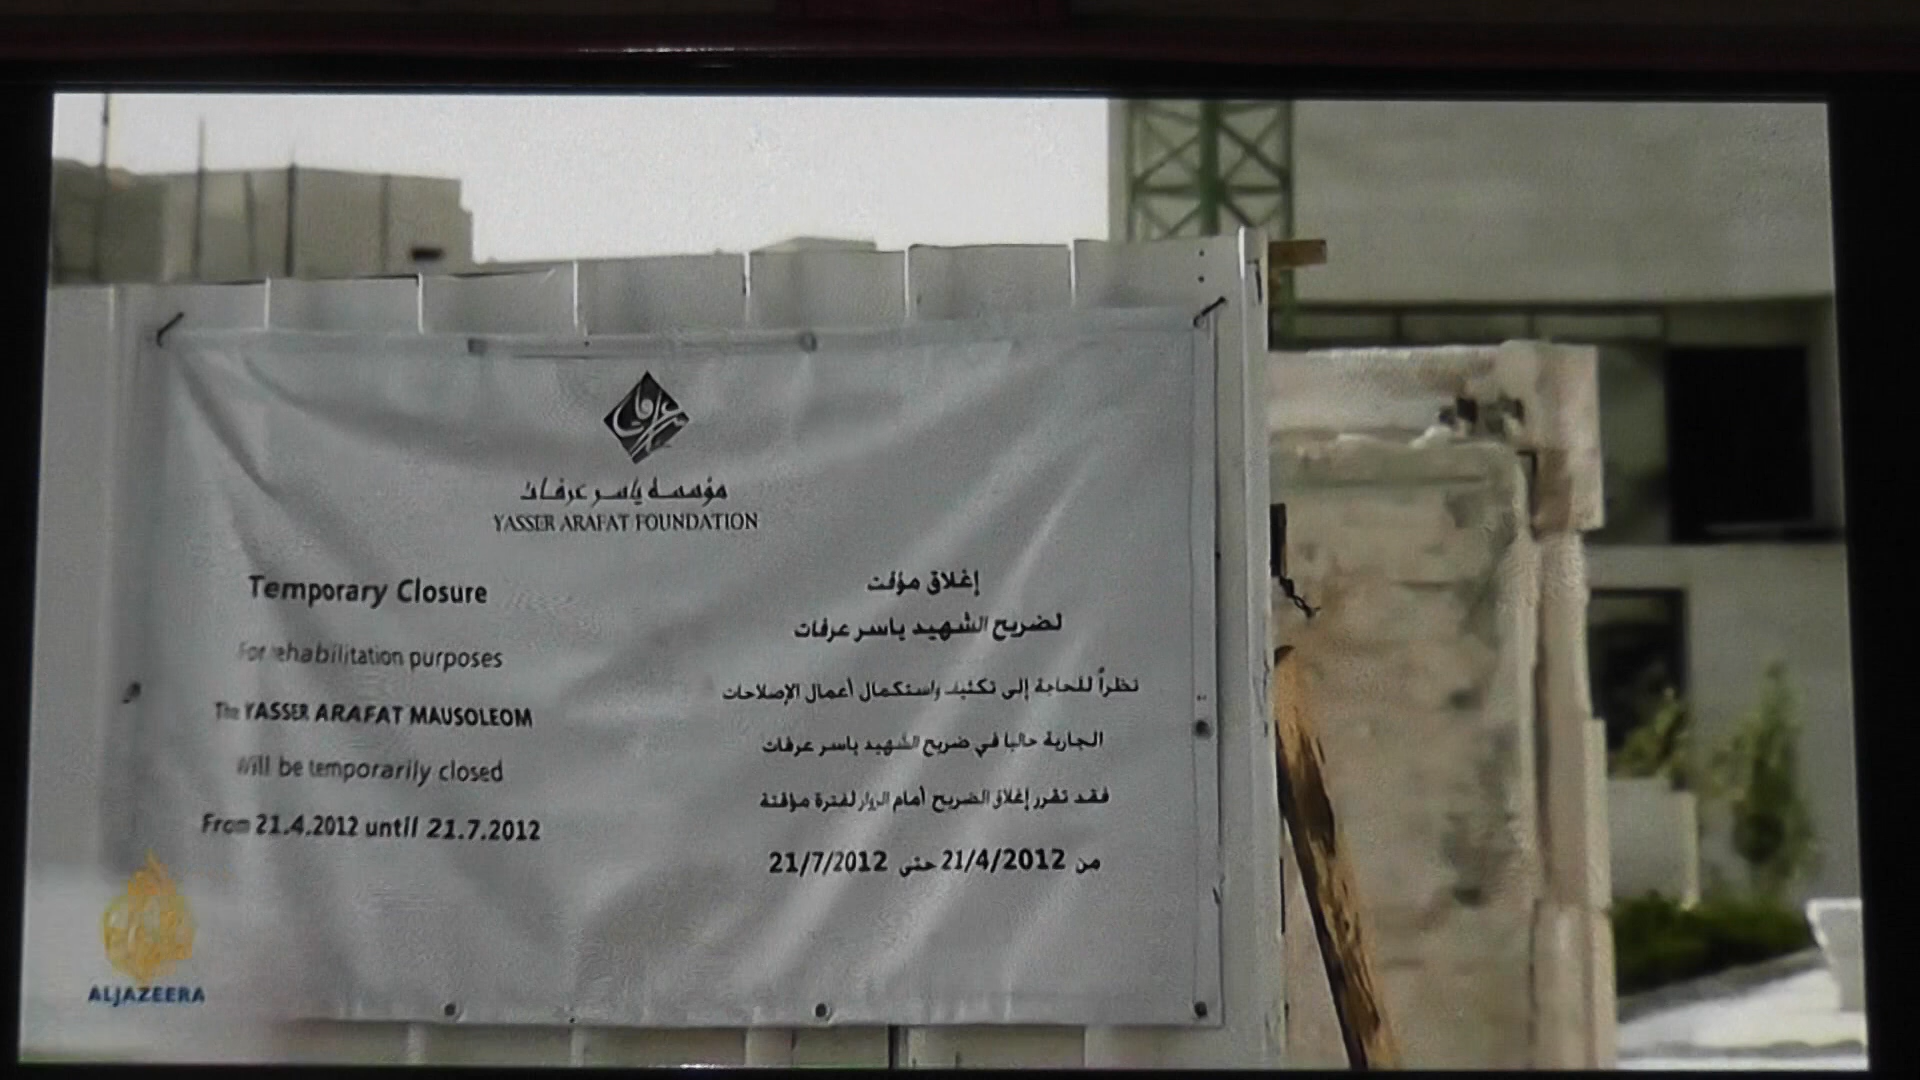 مؤسسة ياسر عرفات
YASSER ARAFAT FOUNDATION
Temporary Closure
For rehabilitation purposes
The YASSER ARAFAT MAUSOLEOM
Will be temporarily closed
From 21.4.2012 until 21.7.2012
إغلاق مؤقت
لضريح الشهيد ياسر عرفات
نظراً للحاجة إلى تكثيف واستكمال أعمال الإصلاحات
الجارية حاليا في ضريح الشهيد ياسر عرفات
فقد تقرر إغلاق الضريح أمام الزوار لفترة مؤقتة
من 21/4/2012 حتى 21/7/2012
ALJAZEERA